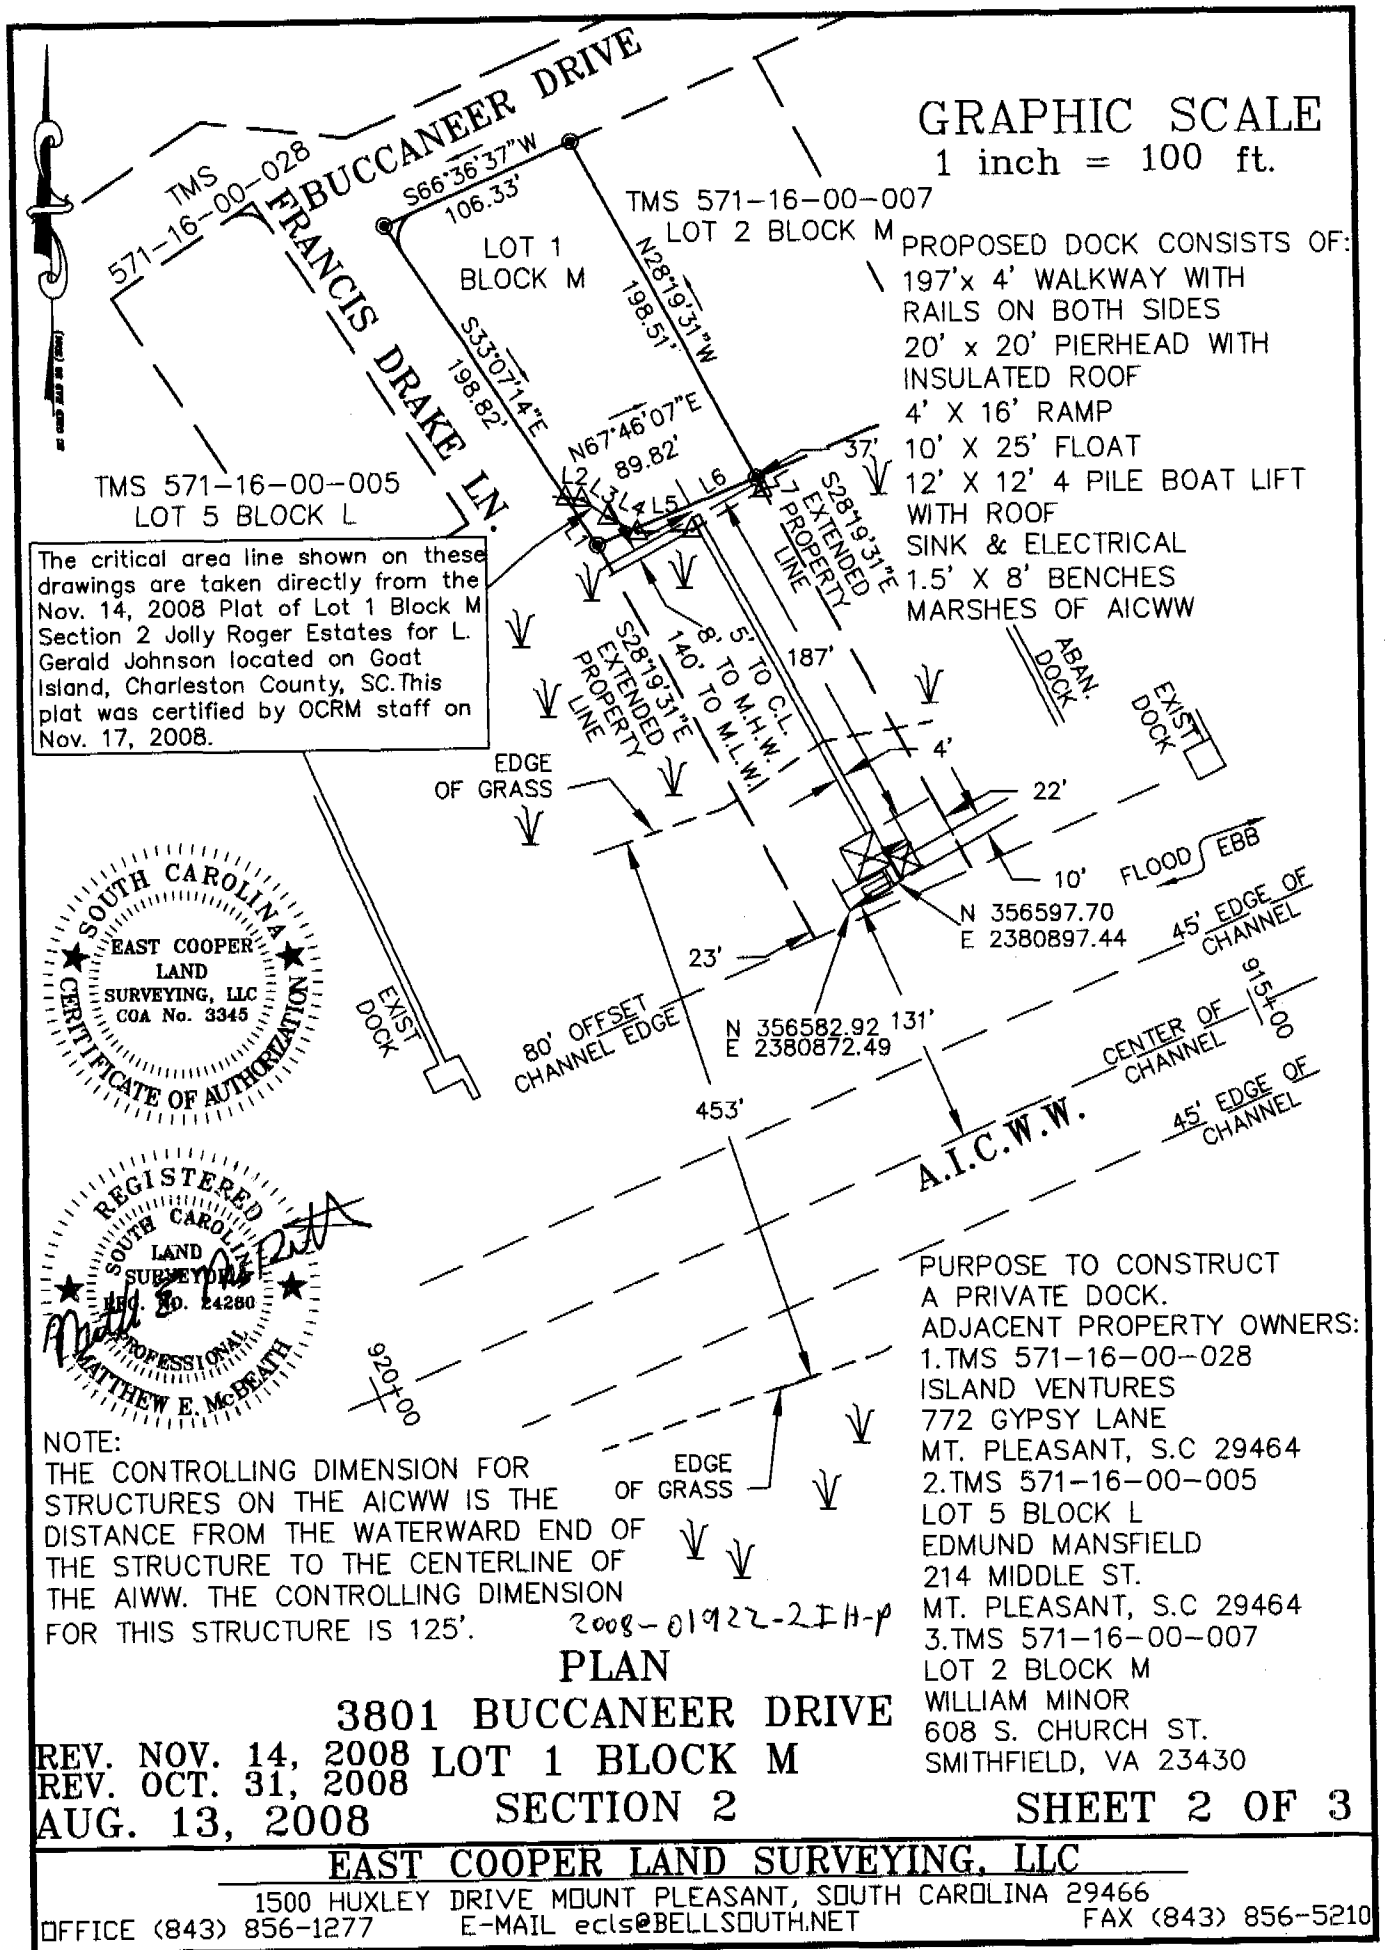 BUCCANEER DRIVE
GRAPHIC SCALE
1 inch = 100 ft.
TMS
571-16-00-028
FRANCIS DRAKE LN.
S66°36'37"W
106.33'
LOT 1
BLOCK M
TMS 571-16-00-007
LOT 2 BLOCK M
N28°19'31"W
198.51'
S33°07'14"E
198.82'
N67°46'07"E
89.82'
L1
L2
L3
L4
L5
L6
L7
37'
PROPOSED DOCK CONSISTS OF:
197'x 4' WALKWAY WITH
RAILS ON BOTH SIDES
20' x 20' PIERHEAD WITH
INSULATED ROOF
4' X 16' RAMP
10' X 25' FLOAT
12' X 12' 4 PILE BOAT LIFT
WITH ROOF
SINK & ELECTRICAL
1.5' X 8' BENCHES
MARSHES OF AICWW
TMS 571-16-00-005
LOT 5 BLOCK L
The critical area line shown on these
drawings are taken directly from the
Nov. 14, 2008 Plat of Lot 1 Block M
Section 2 Jolly Roger Estates for L.
Gerald Johnson located on Goat
Island, Charleston County, SC.This
plat was certified by OCRM staff on
Nov. 17, 2008.
S28°19'31"E
EXTENDED
PROPERTY
LINE
S28°19'31"E
EXTENDED
PROPERTY
LINE
5' TO C.L.
8' TO M.H.W.
140' TO M.L.W.
187'
ABAN.
DOCK
EXIST
DOCK
EDGE
OF GRASS
4'
22'
10'
FLOOD
EBB
N 356597.70
E 2380897.44
23'
N 356582.92
E 2380872.49
131'
80' OFFSET
CHANNEL EDGE
45' EDGE OF
CHANNEL
915+00
CENTER OF
CHANNEL
45' EDGE OF
CHANNEL
A.I.C.W.W.
EXIST
DOCK
453'
920+00
EDGE
OF GRASS
SOUTH CAROLINA
EAST COOPER
LAND
SURVEYING, LLC
COA No. 3345
CERITIFICATE OF AUTHORIZATION
REGISTERED
SOUTH CAROLINA
LAND
SURVEYOR
REG. NO. 24260
PROFESSIONAL
MATTHEW E. McBEATH
NOTE:
THE CONTROLLING DIMENSION FOR
STRUCTURES ON THE AICWW IS THE
DISTANCE FROM THE WATERWARD END OF
THE STRUCTURE TO THE CENTERLINE OF
THE AIWW. THE CONTROLLING DIMENSION
FOR THIS STRUCTURE IS 125'.
2008-01922-2IH-P
PURPOSE TO CONSTRUCT
A PRIVATE DOCK.
ADJACENT PROPERTY OWNERS:
1.TMS 571-16-00-028
ISLAND VENTURES
772 GYPSY LANE
MT. PLEASANT, S.C 29464
2.TMS 571-16-00-005
LOT 5 BLOCK L
EDMUND MANSFIELD
214 MIDDLE ST.
MT. PLEASANT, S.C 29464
3.TMS 571-16-00-007
LOT 2 BLOCK M
WILLIAM MINOR
608 S. CHURCH ST.
SMITHFIELD, VA 23430
PLAN
3801 BUCCANEER DRIVE
LOT 1 BLOCK M
SECTION 2
REV. NOV. 14, 2008
REV. OCT. 31, 2008
AUG. 13, 2008
SHEET 2 OF 3
EAST COOPER LAND SURVEYING, LLC
1500 HUXLEY DRIVE MOUNT PLEASANT, SOUTH CAROLINA 29466
OFFICE (843) 856-1277 E-MAIL ecls@BELLSOUTH.NET FAX (843) 856-5210